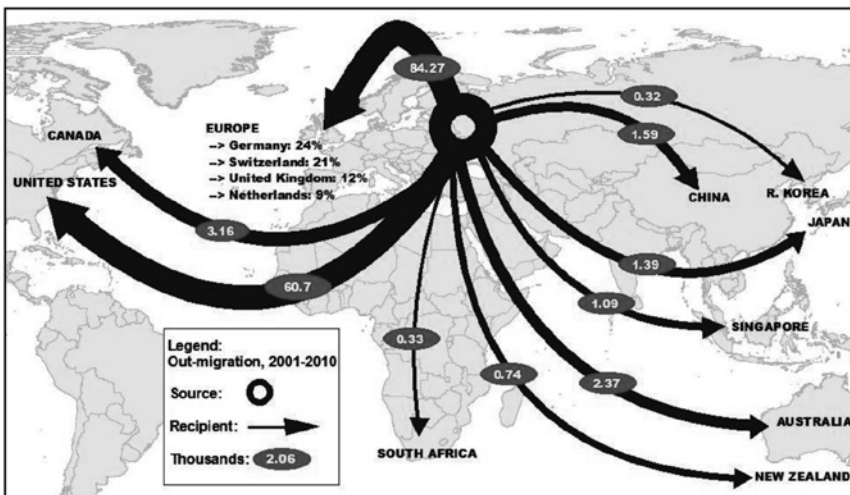 84.27
0.32
1.59
CANADA
EUROPE
--> Germany: 24%
--> Switzerland: 21%
--> United Kingdom: 12%
--> Netherlands: 9%
UNITED STATES
CHINA
R. KOREA
JAPAN
3.16
1.39
60.7
1.09
SINGAPORE
0.33
0.74
2.37
AUSTRALIA
SOUTH AFRICA
NEW ZEALAND
Legend:
Out-migration, 2001-2010
Source:
Recipient:
Thousands: 2.06